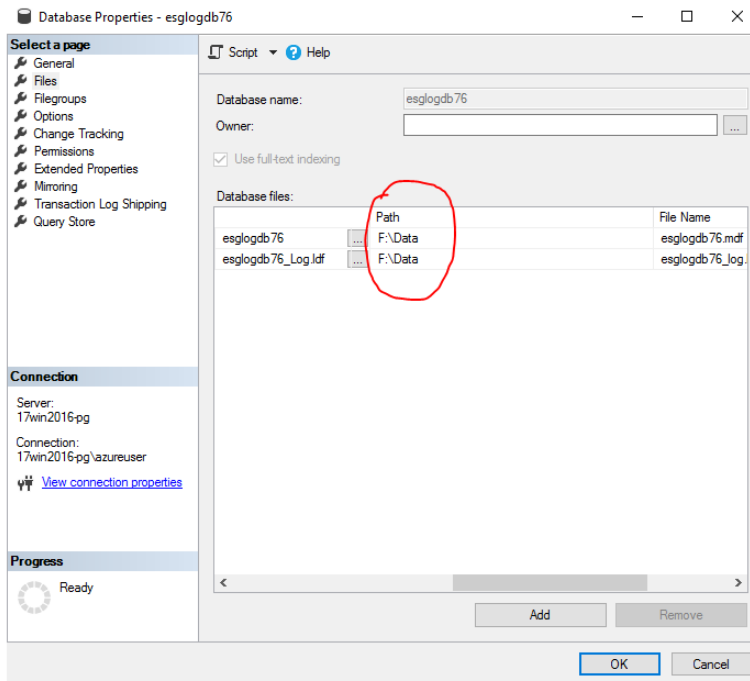 Database Properties - esglogdb76
Select a page
General
Files
Filegroups
Options
Change Tracking
Permissions
Extended Properties
Mirroring
Transaction Log Shipping
Query Store
Script
Help
Database name:
esglogdb76
Owner:
...
Use full-text indexing
Database files:
Path File Name
esglogdb76 ... F:\Data esglogdb76.mdf
esglogdb76_Log.ldf ... F:\Data esglogdb76_log.
Connection
Server:
17win2016-pg
Connection:
17win2016-pg\azureuser
View connection properties
Progress
Ready
Add Remove
OK Cancel